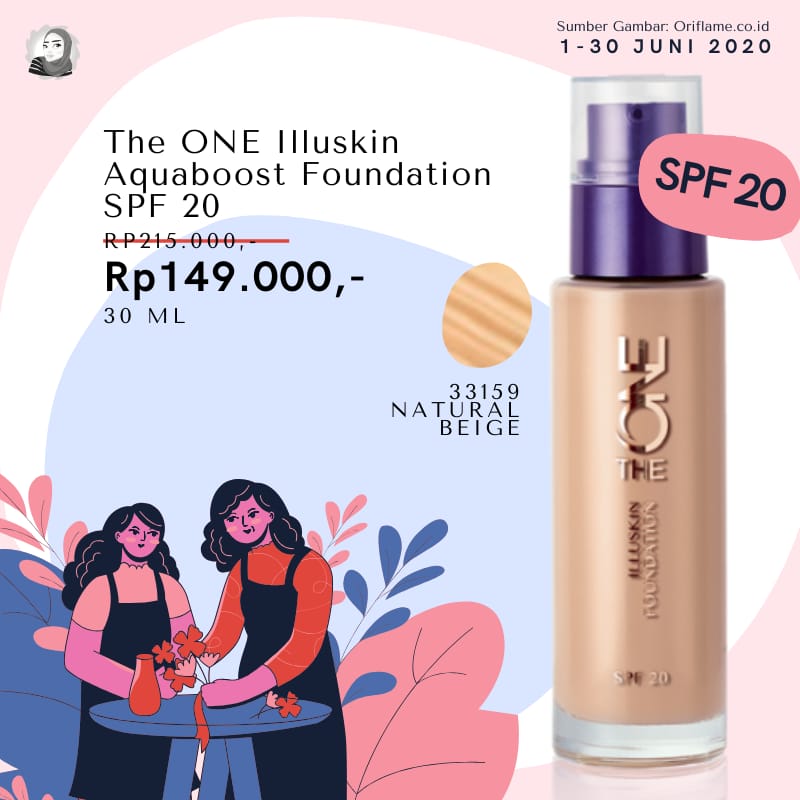 Sumber Gambar: Oriflame.co.id
1-30 JUNI 2020
The ONE Illuskin
Aquaboost Foundation
SPF 20
RP215.000,-
Rp149.000,-
30 ML
33159
NATURAL
BEIGE
SPF 20
THE ONE
ILLUSKIN
FOUNDATION
SPF 20